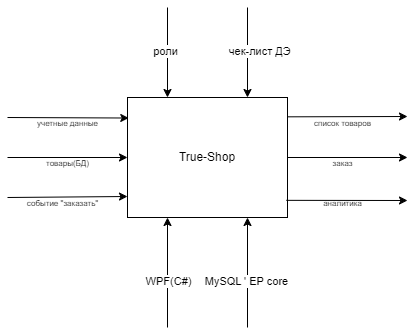 роли
чек-лист ДЭ
учетные данные
список товаров
True-Shop
товары(БД)
заказ
событие "заказать"
аналитика
WPF(C#)
MySQL ' EP core